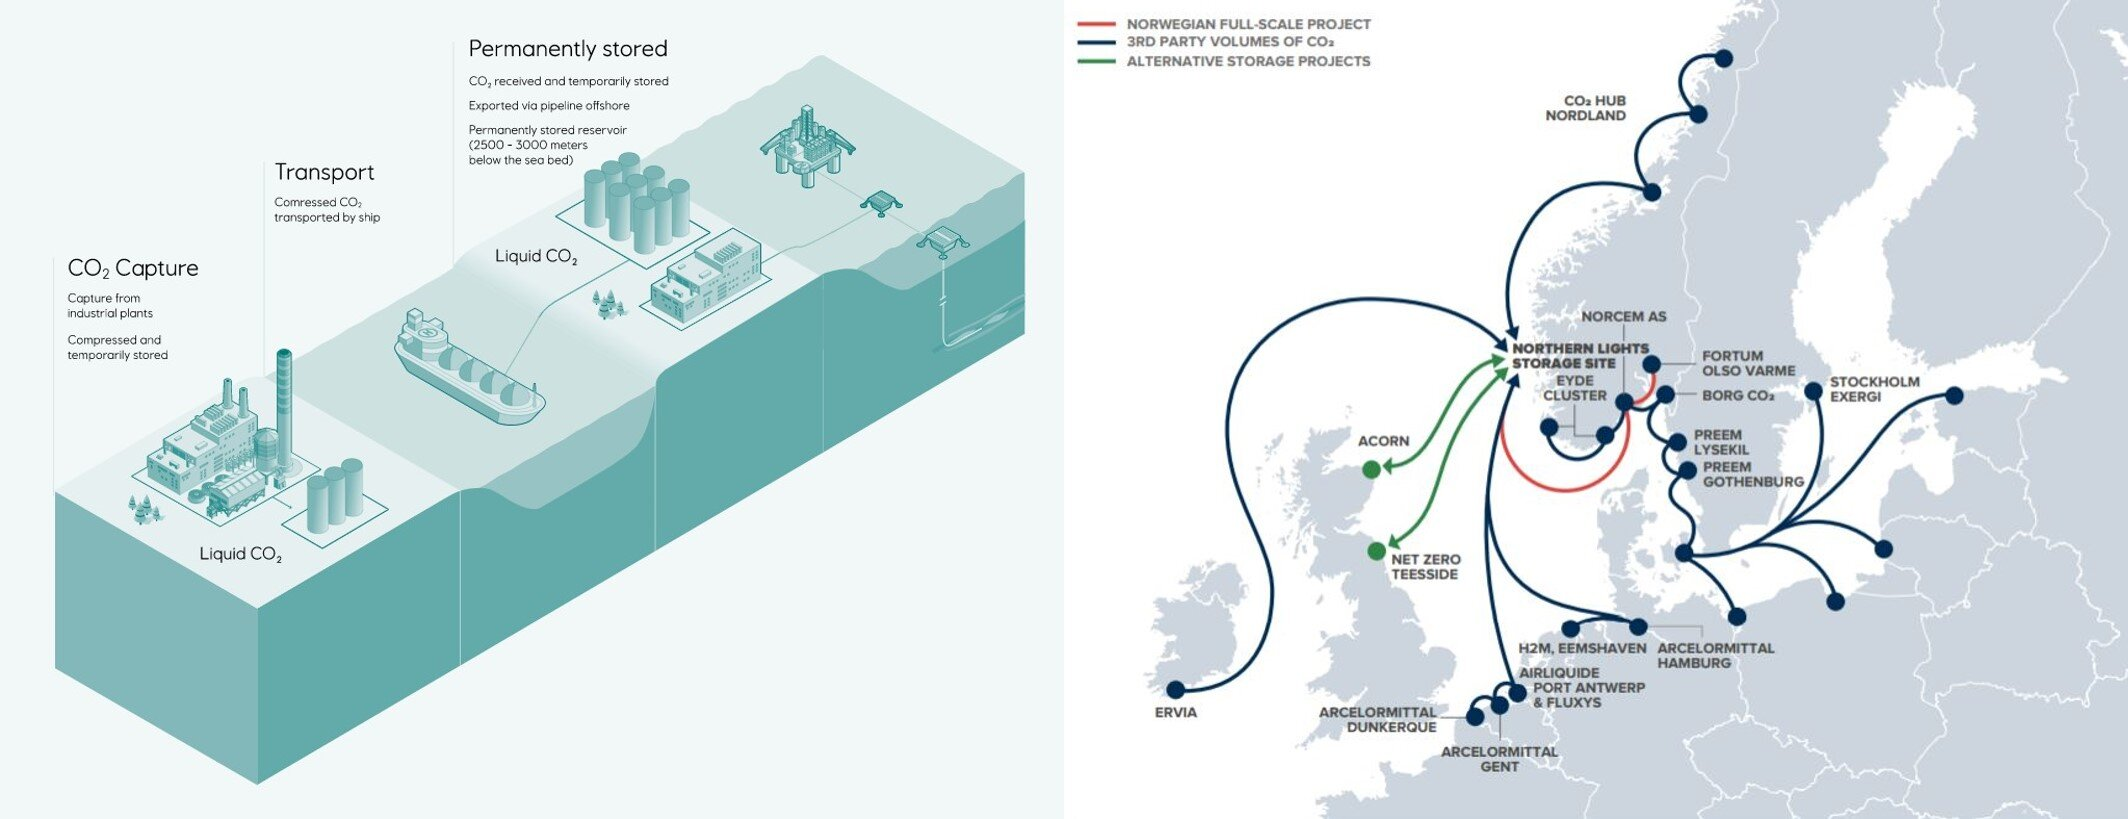 Permanently stored
CO₂ received and temporarily stored
Exported via pipeline offshore
Permanently stored reservoir
(2500 - 3000 meters
below the sea bed)
Transport
Comressed CO₂
transported by ship
CO₂ Capture
Capture from
industrial plants
Compressed and
temporarily stored
Liquid CO₂
Liquid CO₂
NORWEGIAN FULL-SCALE PROJECT
3RD PARTY VOLUMES OF CO₂
ALTERNATIVE STORAGE PROJECTS
CO₂ HUB
NORDLAND
NORCEM AS
NORTHERN LIGHTS
STORAGE SITE
EYDE
CLUSTER
FORTUM
OLSO VARME
BORG CO₂
STOCKHOLM
EXERGI
ACORN
PREEM
LYSEKIL
PREEM
GOTHENBURG
NET ZERO
TEESSIDE
H2M, EEMSHAVEN
ARCELORMITTAL
HAMBURG
AIRLIQUIDE
PORT ANTWERP
& FLUXYS
ERVIA
ARCELORMITTAL
DUNKERQUE
ARCELORMITTAL
GENT